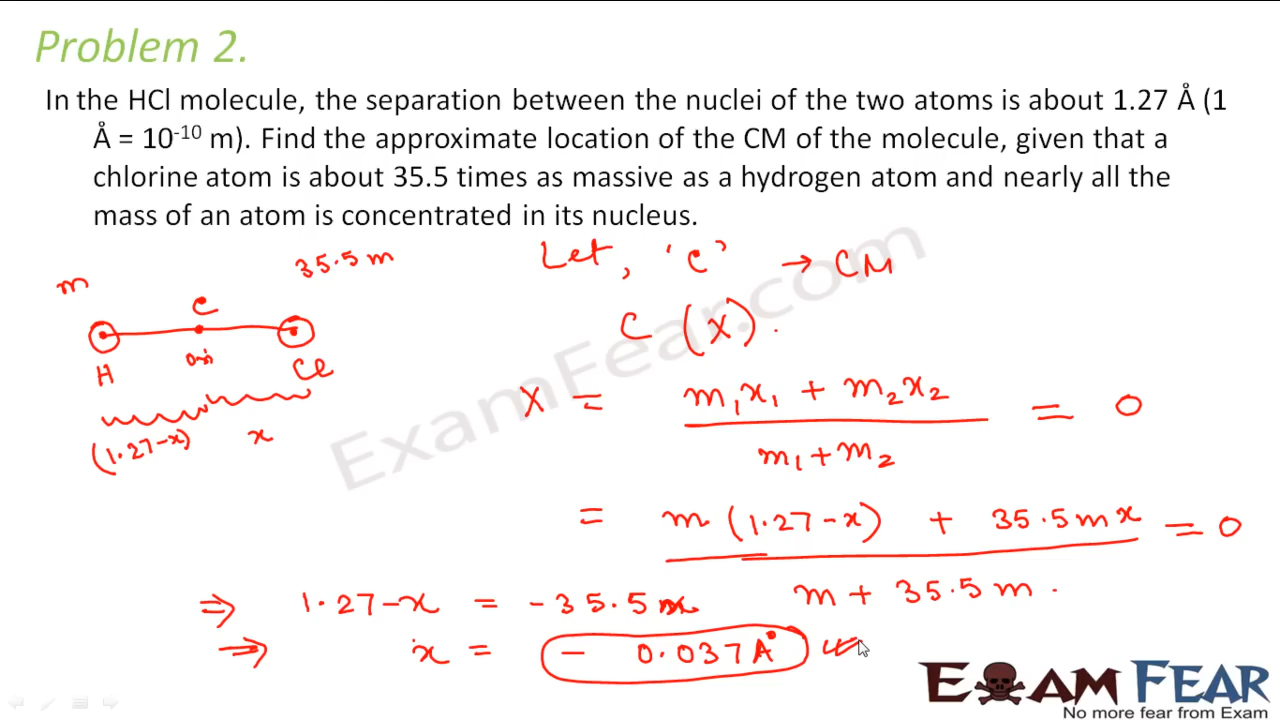 Problem 2.
In the HCl molecule, the separation between the nuclei of the two atoms is about 1.27 Å (1
Å = 10⁻¹⁰ m). Find the approximate location of the CM of the molecule, given that a
chlorine atom is about 35.5 times as massive as a hydrogen atom and nearly all the
mass of an atom is concentrated in its nucleus.
Let, 'C' → CM
m 35.5 m
C
C (X).
H Cl
X = m₁x₁ + m₂x₂ = 0
m₁ + m₂
(1.27-x) x
= m (1.27-x) + 35.5mx = 0
m + 35.5m.
⇒ 1.27-x = -35.5x
⇒ x = - 0.037 A°
ExamFear.com
EXAM FEAR
No more fear from Exam